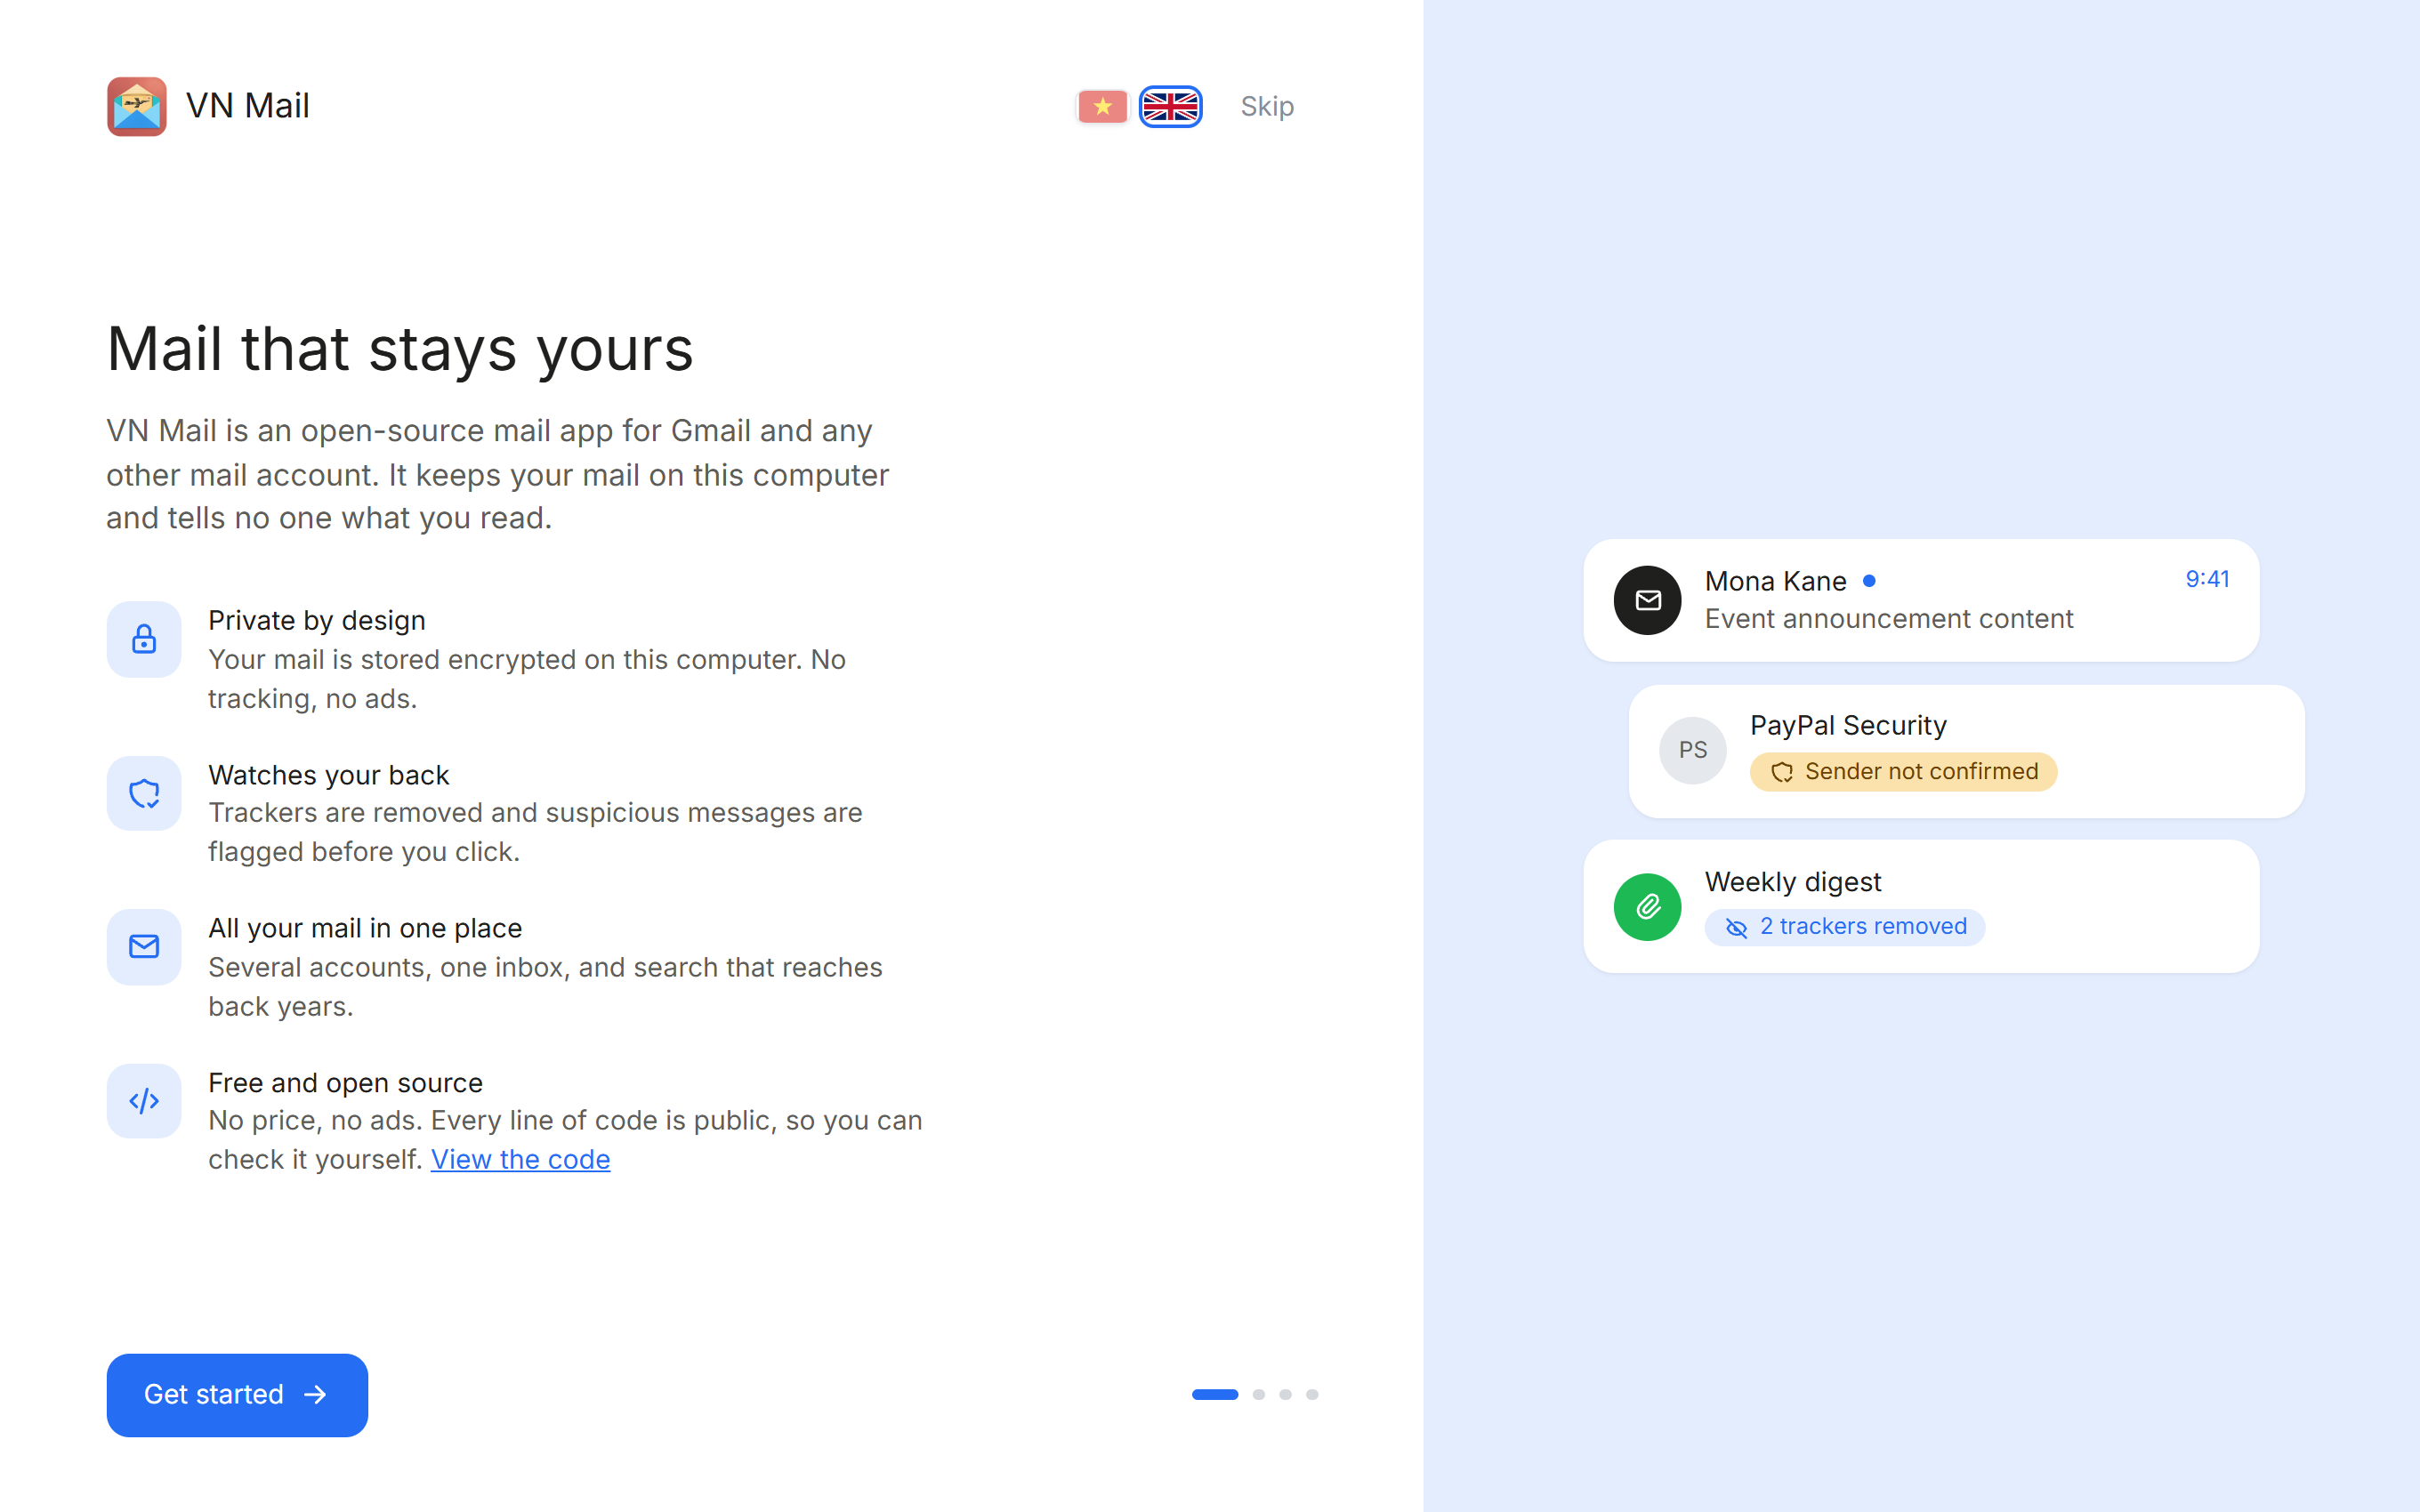 VN Mail
Skip
Mail that stays yours
VN Mail is an open-source mail app for Gmail and any
other mail account. It keeps your mail on this computer
and tells no one what you read.
Private by design
Your mail is stored encrypted on this computer. No
tracking, no ads.
Watches your back
Trackers are removed and suspicious messages are
flagged before you click.
All your mail in one place
Several accounts, one inbox, and search that reaches
back years.
Free and open source
No price, no ads. Every line of code is public, so you can
check it yourself. View the code
Get started
Mona Kane
9:41
Event announcement content
PS
PayPal Security
Sender not confirmed
Weekly digest
2 trackers removed